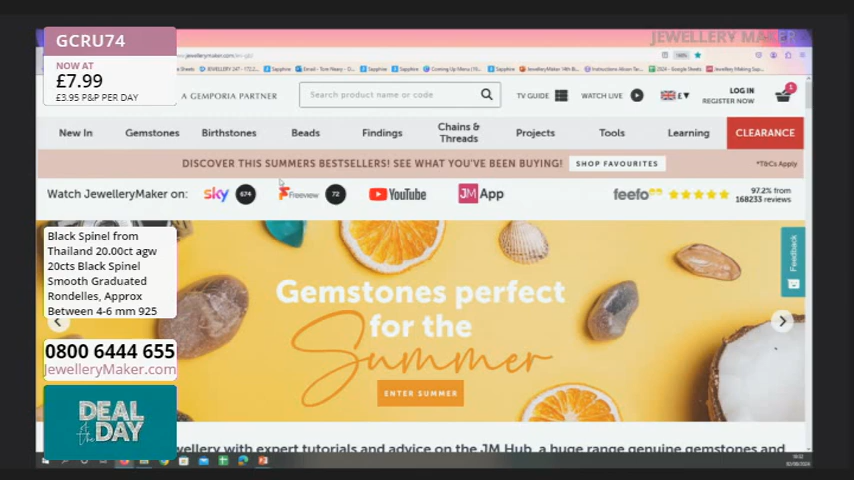 GCRU74
NOW AT
£7.99
£3.95 P&P PER DAY
JEWELLERY MAKER
A GEMPORIA PARTNER
Search product name or code
TV GUIDE
WATCH LIVE
£
LOG IN
REGISTER NOW
1
New In
Gemstones
Birthstones
Beads
Findings
Chains &
Threads
Projects
Tools
Learning
CLEARANCE
DISCOVER THIS SUMMERS BESTSELLERS! SEE WHAT YOU'VE BEEN BUYING!
SHOP FAVOURITES
*T&Cs Apply
Watch JewelleryMaker on:
sky
674
Freeview
72
YouTube
JM App
feefo
97.2% from
168233 reviews
Feedback
Black Spinel from
Thailand 20.00ct agw
20cts Black Spinel
Smooth Graduated
Rondelles, Approx
Between 4-6 mm 925
Gemstones perfect
for the
Summer
ENTER SUMMER
0800 6444 655
JewelleryMaker.com
DEAL
of the
DAY
wellery with expert tutorials and advice on the JM Hub, a huge range genuine gemstones and